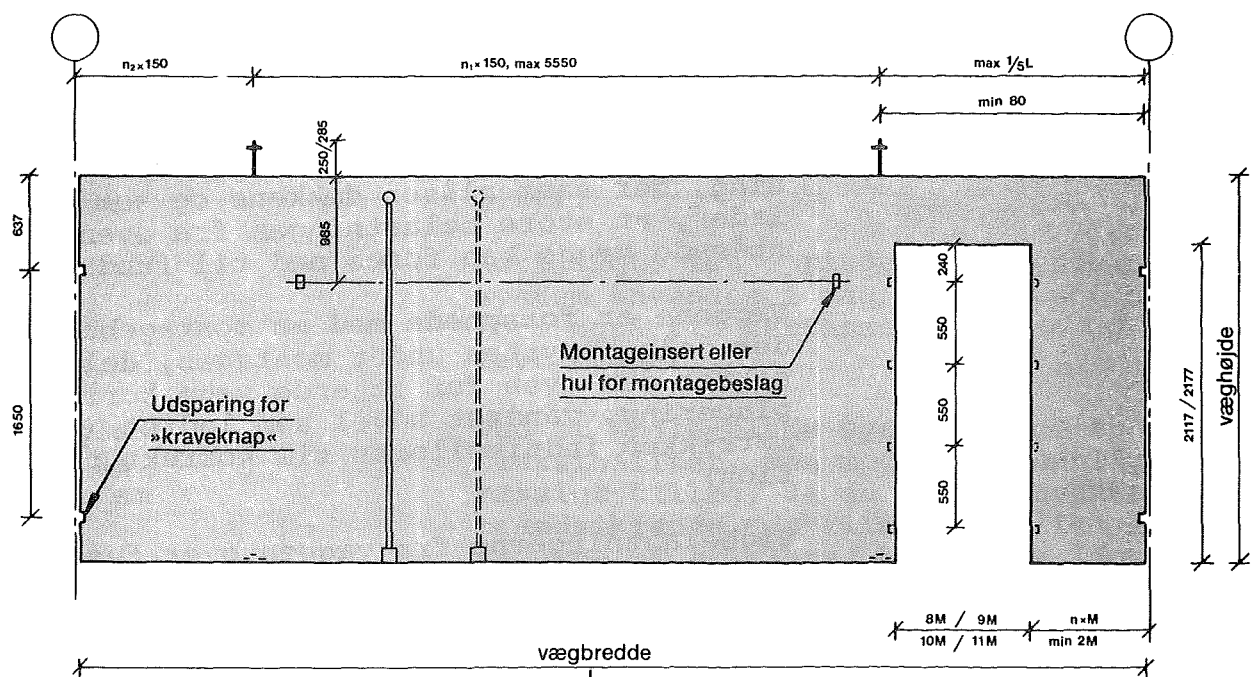 n₂×150
n₁×150, max 5550
max 1/5L
min 80
250/285
637
985
240
550
550
550
1650
2117/2177
væghøjde
Montageinsert eller
hul for montagebeslag
Udsparing for
»kraveknap«
8M / 9M
10M / 11M
n×M
min 2M
vægbredde